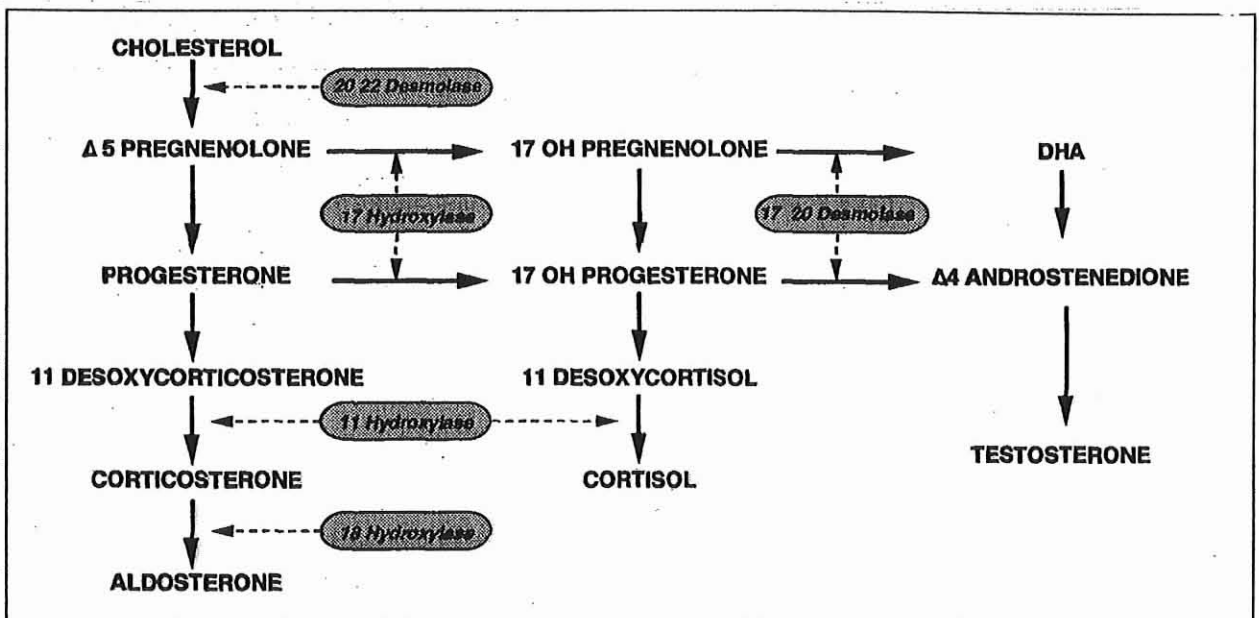 CHOLESTEROL
20 22 Desmolase
Δ 5 PREGNENOLONE
17 OH PREGNENOLONE
DHA
17 Hydroxylase
17 20 Desmolase
PROGESTERONE
17 OH PROGESTERONE
Δ4 ANDROSTENEDIONE
11 DESOXYCORTICOSTERONE
11 DESOXYCORTISOL
11 Hydroxylase
TESTOSTERONE
CORTICOSTERONE
CORTISOL
18 Hydroxylase
ALDOSTERONE